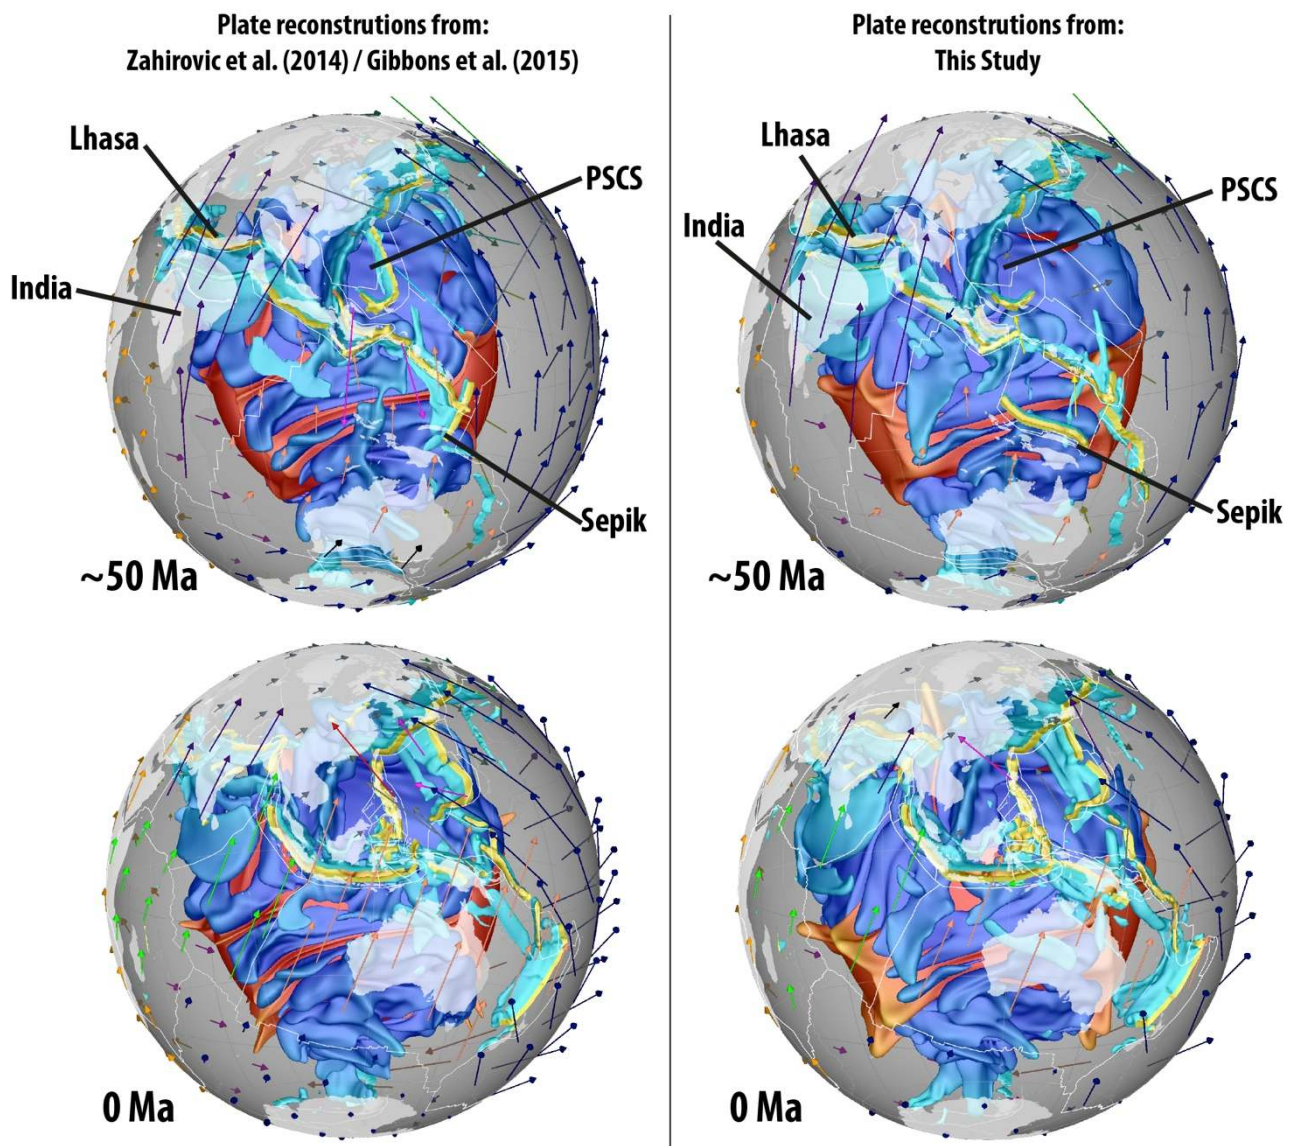 Plate reconstrutions from:
Zahirovic et al. (2014) / Gibbons et al. (2015)
Lhasa
PSCS
India
Sepik
~50 Ma
0 Ma
Plate reconstrutions from:
This Study
Lhasa
PSCS
India
Sepik
~50 Ma
0 Ma